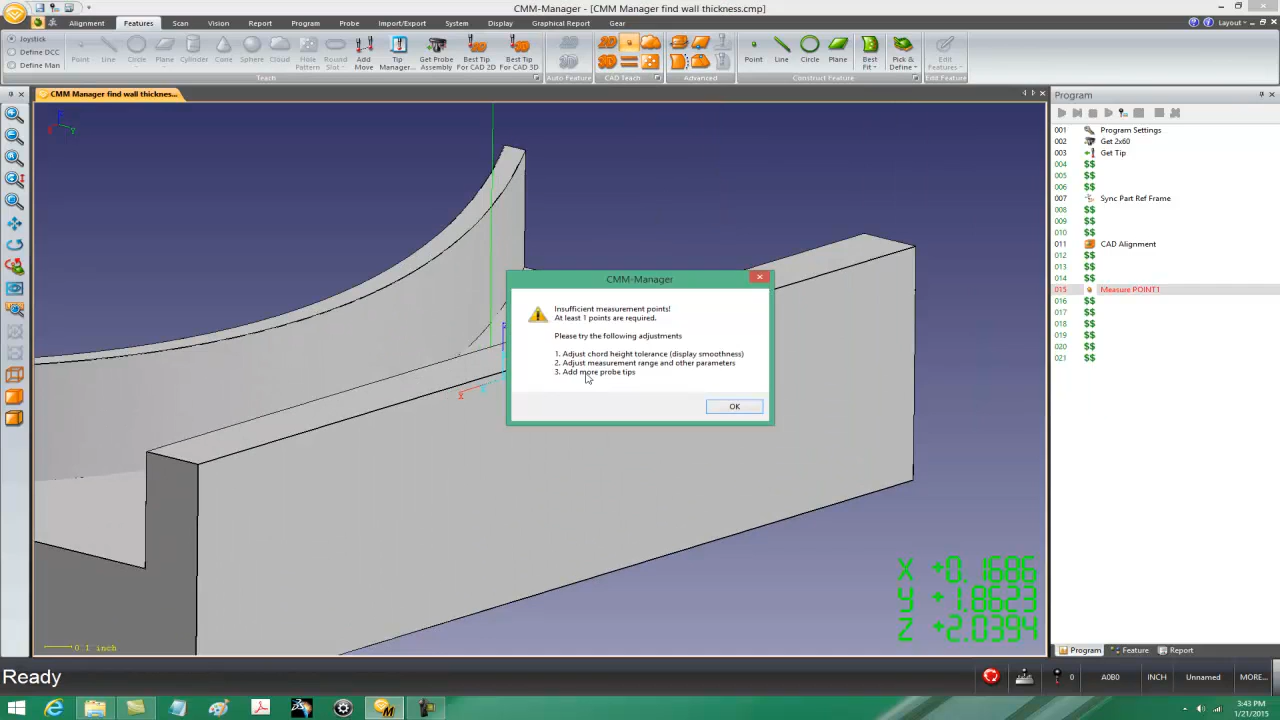 CMM-Manager - [CMM Manager find wall thickness.cmp]
Alignment Features Scan Vision Report Program Probe Import/Export System Display Graphical Report Gear Layout
Joystick
Define DCC
Define Man
Point Line Circle Plane Cylinder Cone Sphere Cloud Hole Pattern Round Slot Add Move Tip Manager... Get Probe Assembly Best Tip For CAD 2D Best Tip For CAD 3D
Teach Auto Feature CAD Teach Advanced
Point Line Circle Plane Best Fit Pick & Define Edit Features
Construct Feature Edit Feature
CMM Manager find wall thicknes...
Program
001 Program Settings
002 Get 2x60
003 Get Tip
004 $$
005 $$
006 $$
007 Sync Part Ref Frame
008 $$
009 $$
010 $$
011 CAD Alignment
012 $$
013 $$
014 $$
015 Measure POINT1
016 $$
017 $$
018 $$
019 $$
020 $$
021 $$
CMM-Manager
Insufficient measurement points!
At least 1 points are required.
Please try the following adjustments
1. Adjust chord height tolerance (display smoothness)
2. Adjust measurement range and other parameters
3. Add more probe tips
OK
X
X +0.1686
Y +1.8623
Z +2.0394
0.1 inch
Program Feature Report
Ready
0 A0B0 INCH Unnamed MORE...
3:43 PM
1/21/2015